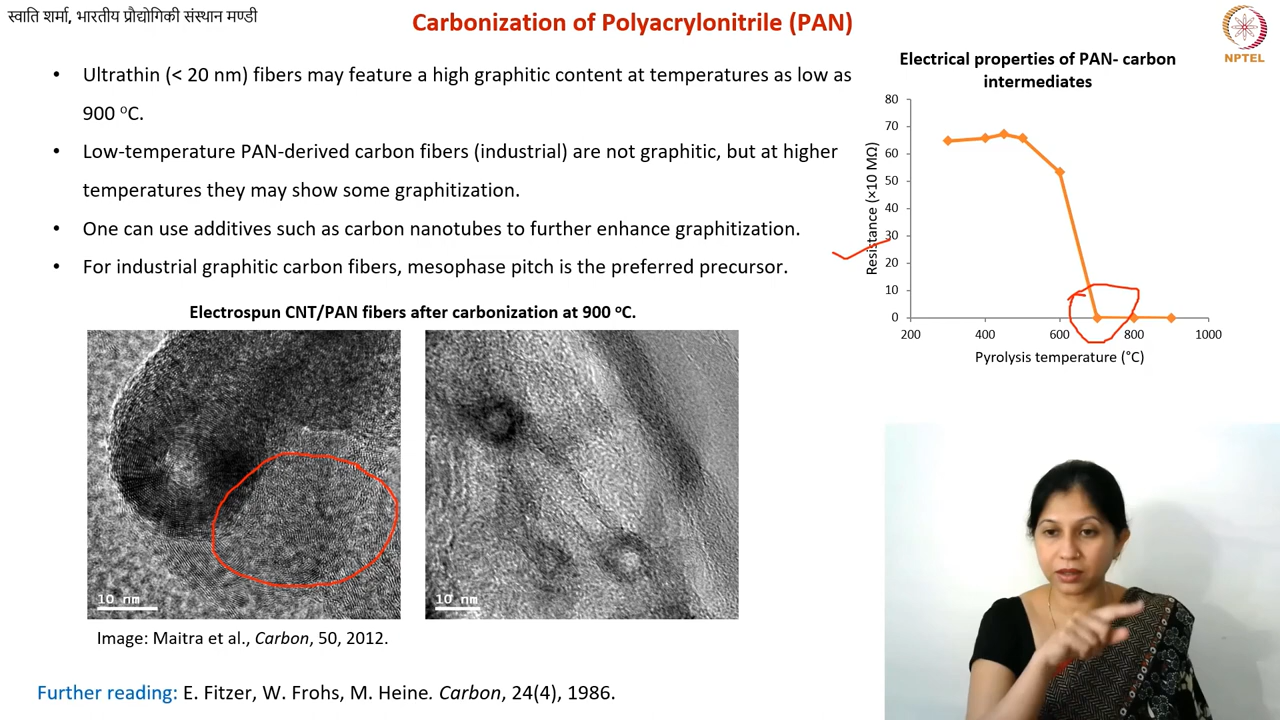 स्वाति शर्मा, भारतीय प्रौद्योगिकी संस्थान मण्डी
Carbonization of Polyacrylonitrile (PAN)
NPTEL
• Ultrathin (< 20 nm) fibers may feature a high graphitic content at temperatures as low as
900 ᵒC.
• Low-temperature PAN-derived carbon fibers (industrial) are not graphitic, but at higher
temperatures they may show some graphitization.
• One can use additives such as carbon nanotubes to further enhance graphitization.
• For industrial graphitic carbon fibers, mesophase pitch is the preferred precursor.
Electrical properties of PAN- carbon
intermediates
Resistance (×10 MΩ)
80
70
60
50
40
30
20
10
0
200 400 600 800 1000
Pyrolysis temperature (°C)
Electrospun CNT/PAN fibers after carbonization at 900 ᵒC.
10 nm
10 nm
Image: Maitra et al., Carbon, 50, 2012.
Further reading: E. Fitzer, W. Frohs, M. Heine. Carbon, 24(4), 1986.